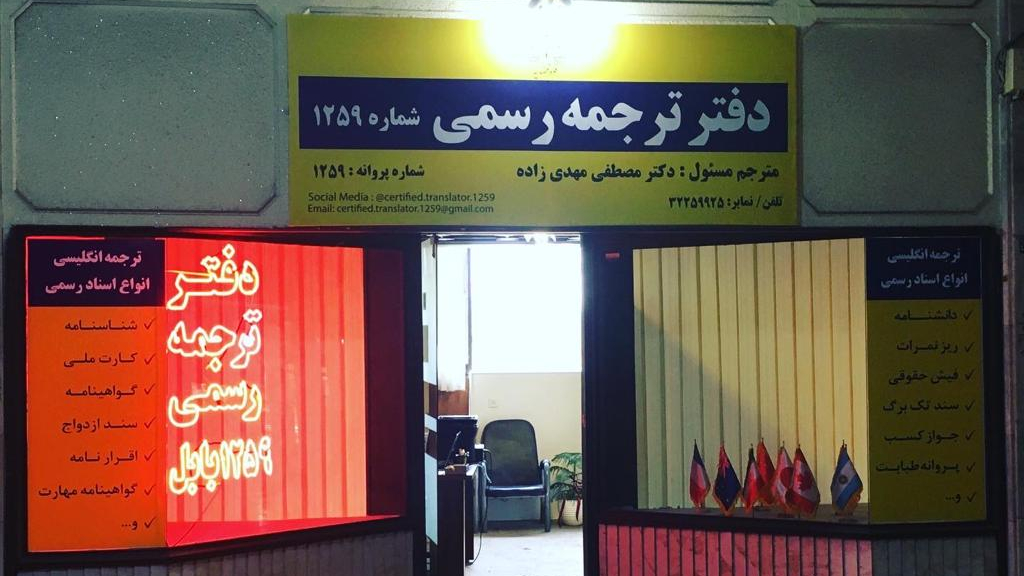 دفتر ترجمه رسمی شماره ۱۲۵۹
مترجم مسئول : دکتر مصطفی مهدی زاده
شماره پروانه : ۱۲۵۹
تلفن / نمابر: ۳۲۲۵۹۹۲۵
Social Media : @certified.translator.1259
Email: certified.translator.1259@gmail.com
ترجمه انگلیسی
انواع اسناد رسمی
✓ دانشنامه
✓ ریز نمرات
✓ فیش حقوقی
✓ سند تک برگ
✓ جواز کسب
✓ پروانه طبابت
✓ و...
دفتر
ترجمه
رسمی
۱۲۵۹ بابل
ترجمه انگلیسی
انواع اسناد رسمی
✓ شناسنامه
✓ کارت ملی
✓ گواهینامه
✓ سند ازدواج
✓ اقرار نامه
✓ گواهینامه مهارت
✓ و...